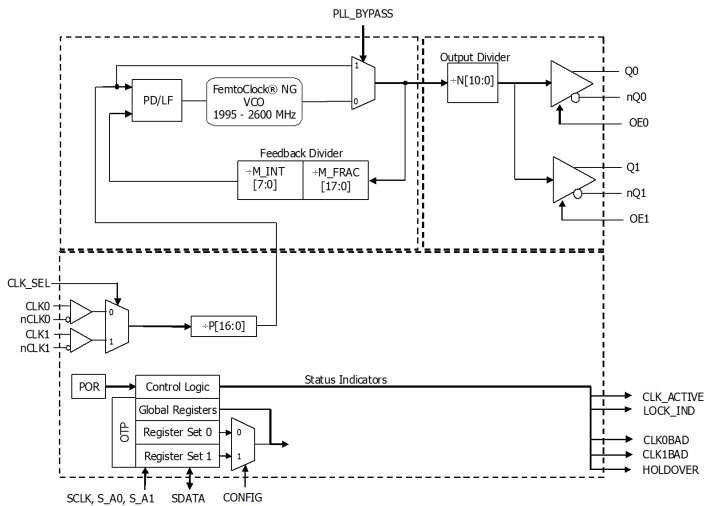 PLL_BYPASS
Output Divider
Q0
1
÷N[10:0]
PD/LF
FemtoClock® NG
VCO
1995 - 2600 MHz
0
nQ0
OE0
Feedback Divider
÷M_INT
[7:0]
÷M_FRAC
[17:0]
Q1
nQ1
OE1
CLK_SEL
CLK0
nCLK0
CLK1
nCLK1
0
1
÷P[16:0]
POR
Control Logic
Status Indicators
OTP
Global Registers
Register Set 0
0
Register Set 1
1
CLK_ACTIVE
LOCK_IND
CLK0BAD
CLK1BAD
HOLDOVER
SCLK, S_A0, S_A1
SDATA
CONFIG